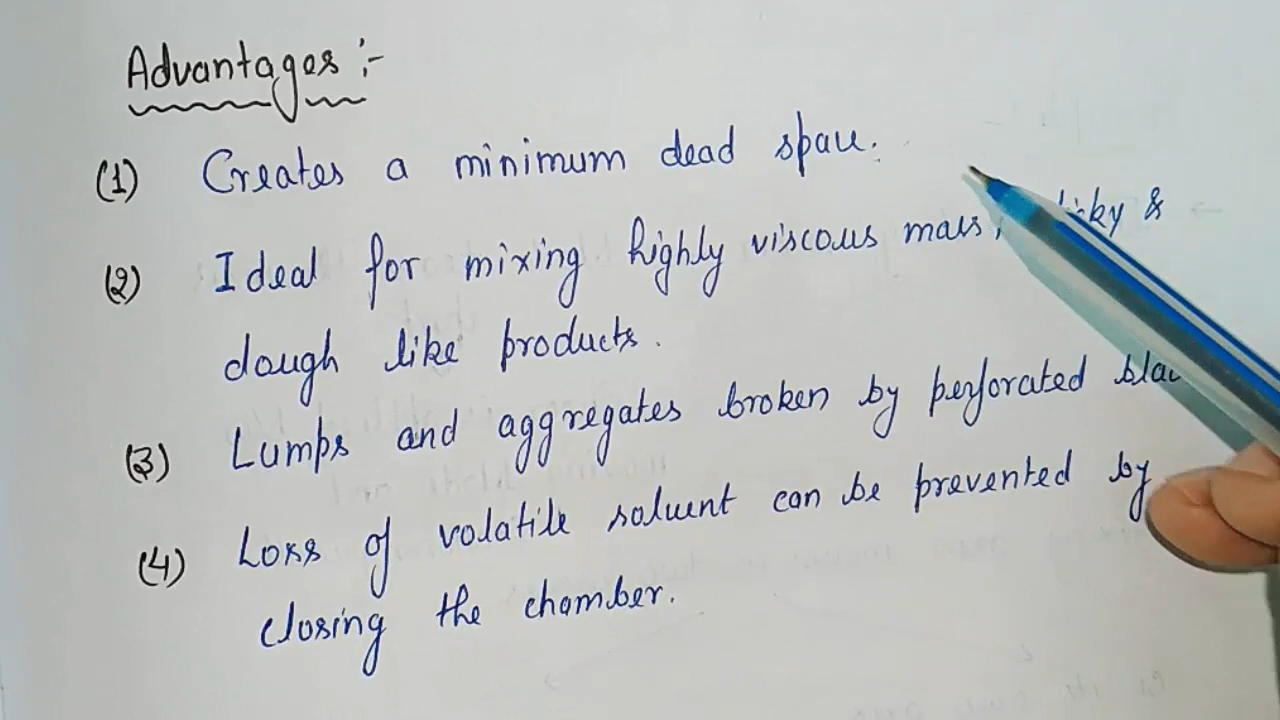 Advantages :-
(1) Creates a minimum dead space.
(2) Ideal for mixing highly viscous mass, &
dough like products.
(3) Lumps and aggregates broken by perforated
(4) Loss of volatile solvent can be prevented by
closing the chamber.